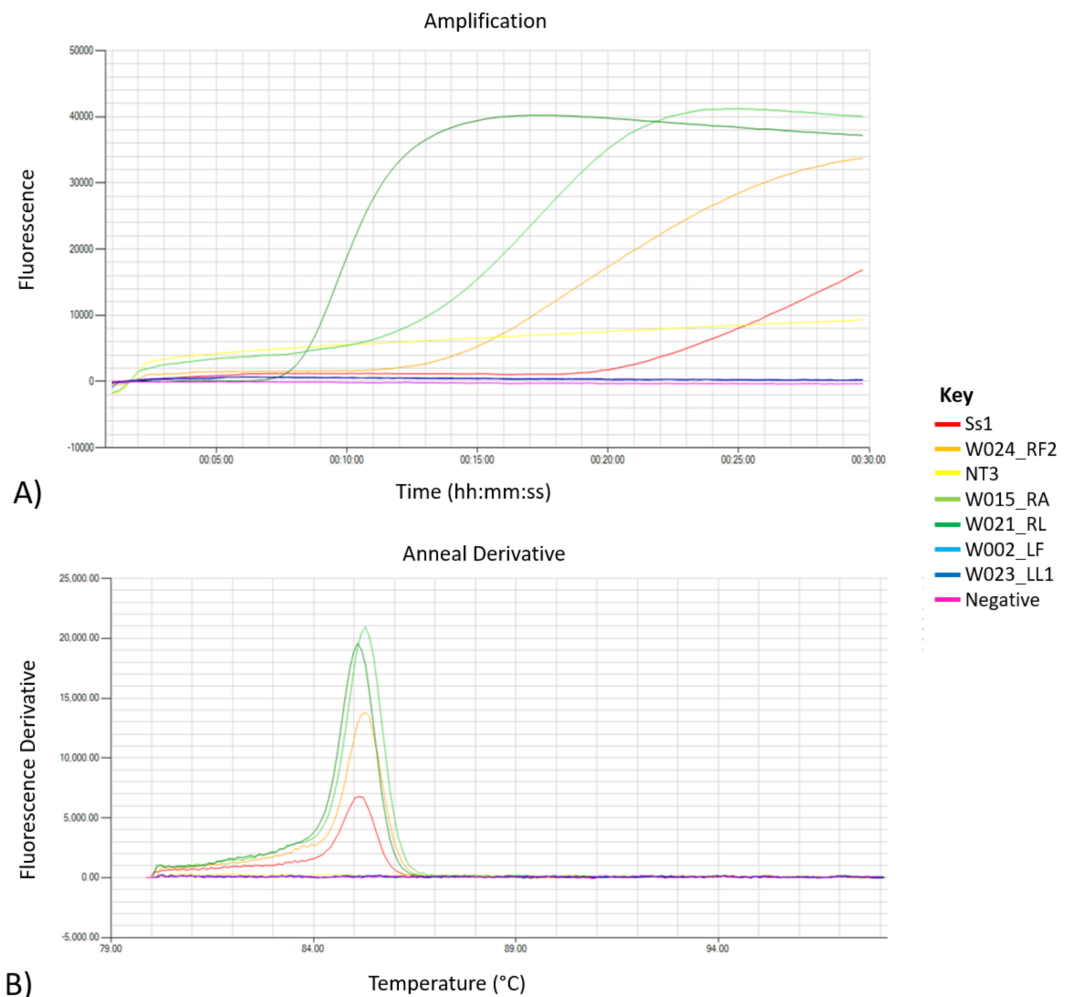 Amplification
50000
40000
30000
20000
10000
0
-10000
Fluorescence
00:05:00 00:10:00 00:15:00 00:20:00 00:25:00 00:30:00
Time (hh:mm:ss)
A)
Key
Ss1
W024_RF2
NT3
W015_RA
W021_RL
W002_LF
W023_LL1
Negative
Anneal Derivative
25,000.00
20,000.00
15,000.00
10,000.00
5,000.00
0.00
-5,000.00
Fluorescence Derivative
79.00 84.00 89.00 94.00
Temperature (°C)
B)